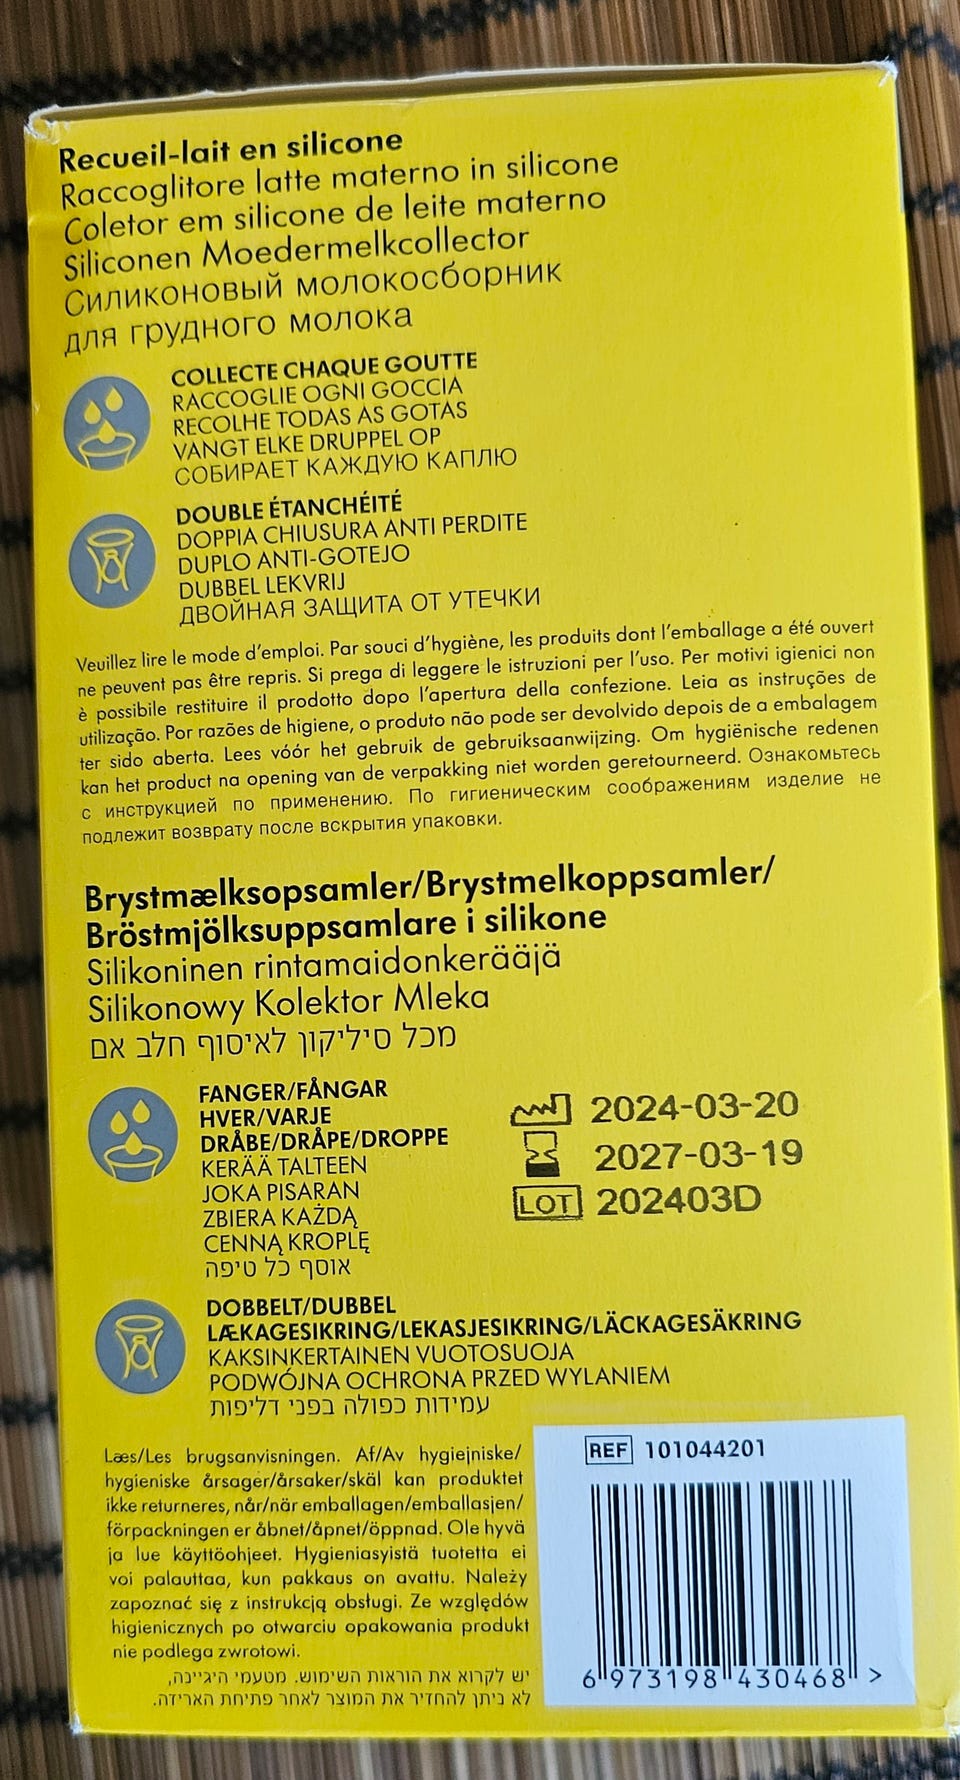 Recueil-lait en silicone
Raccoglitore latte materno in silicone
Coletor em silicone de leite materno
Siliconen Moedermelkcollector
Силиконовый молокосборник
для грудного молока
COLLECTE CHAQUE GOUTTE
RACCOGLIE OGNI GOCCIA
RECOLHE TODAS AS GOTAS
VANGT ELKE DRUPPEL OP
СОБИРАЕТ КАЖДУЮ КАПЛЮ
DOUBLE ÉTANCHÉITÉ
DOPPIA CHIUSURA ANTI PERDITE
DUPLO ANTI-GOTEJO
DUBBEL LEKVRIJ
ДВОЙНАЯ ЗАЩИТА ОТ УТЕЧКИ
Veuillez lire le mode d'emploi. Par souci d'hygiène, les produits dont l'emballage a été ouvert
ne peuvent pas être repris. Si prega di leggere le istruzioni per l'uso. Per motivi igienici non
è possibile restituire il prodotto dopo l'apertura della confezione. Leia as instruções de
utilização. Por razões de higiene, o produto não pode ser devolvido depois de a embalagem
ter sido aberta. Lees vóór het gebruik de gebruiksaanwijzing. Om hygiënische redenen
kan het product na opening van de verpakking niet worden geretourneerd. Ознакомьтесь
с инструкцией по применению. По гигиеническим соображениям изделие не
подлежит возврату после вскрытия упаковки.
Brystmælksopsamler/Brystmelkoppsamler/
Bröstmjölksuppsamlare i silikone
Silikoninen rintamaidonkerääjä
Silikonowy Kolektor Mleka
מכל סיליקון לאיסוף חלב אם
FANGER/FÅNGAR
HVER/VARJE
DRÅBE/DRÅPE/DROPPE
KERÄÄ TALTEEN
JOKA PISARAN
ZBIERA KAŻDĄ
CENNĄ KROPLĘ
אוסף כל טיפה
2024-03-20
2027-03-19
LOT 202403D
DOBBELT/DUBBEL
LÆKAGESIKRING/LEKASJESIKRING/LÄCKAGESÄKRING
KAKSINKERTAINEN VUOTOSUOJA
PODWÓJNA OCHRONA PRZED WYLANIEM
עמידות כפולה בפני דליפות
Læs/Les brugsanvisningen. Af/Av hygiejniske/
hygieniske årsager/årsaker/skäl kan produktet
ikke returneres, når/när emballagen/emballasjen/
förpackningen er åbnet/åpnet/öppnad. Ole hyvä
ja lue käyttöohjeet. Hygieniasyistä tuotetta ei
voi palauttaa, kun pakkaus on avattu. Należy
zapoznać się z instrukcją obsługi. Ze względów
higienicznych po otwarciu opakowania produkt
nie podlega zwrotowi.
יש לקרוא את הוראות השימוש. מטעמי היגיינה,
לא ניתן להחזיר את המוצר לאחר פתיחת האריזה.
REF 101044201
6 973198 430468 >